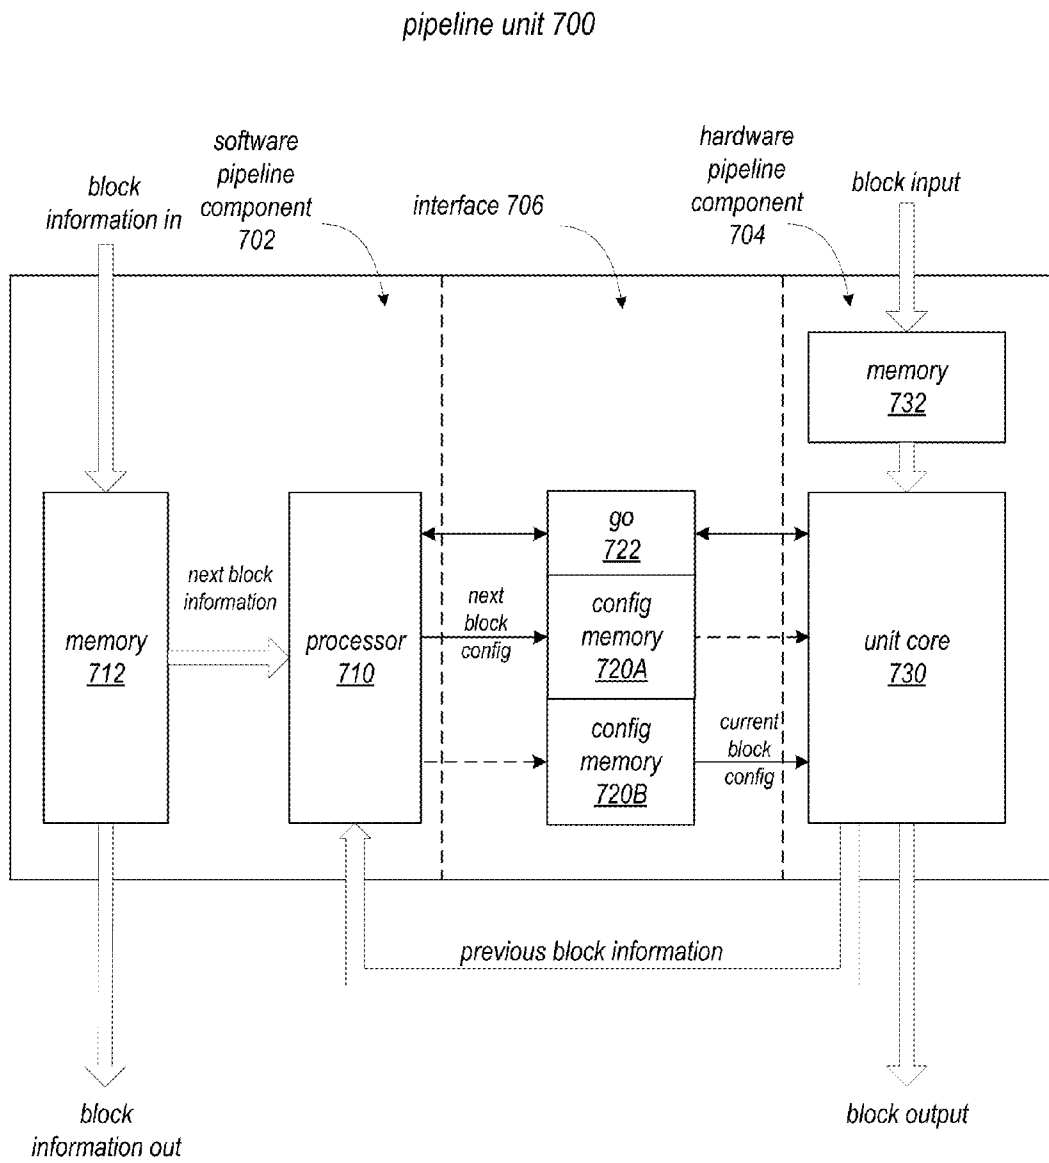 pipeline unit 700
software
pipeline
component
702
hardware
pipeline
component
704
block
information in
interface 706
block input
memory
732
go
722
next block
information
memory
712
processor
710
next
block
config
config
memory
720A
unit core
730
config
memory
720B
current
block
config
previous block information
block
information out
block output